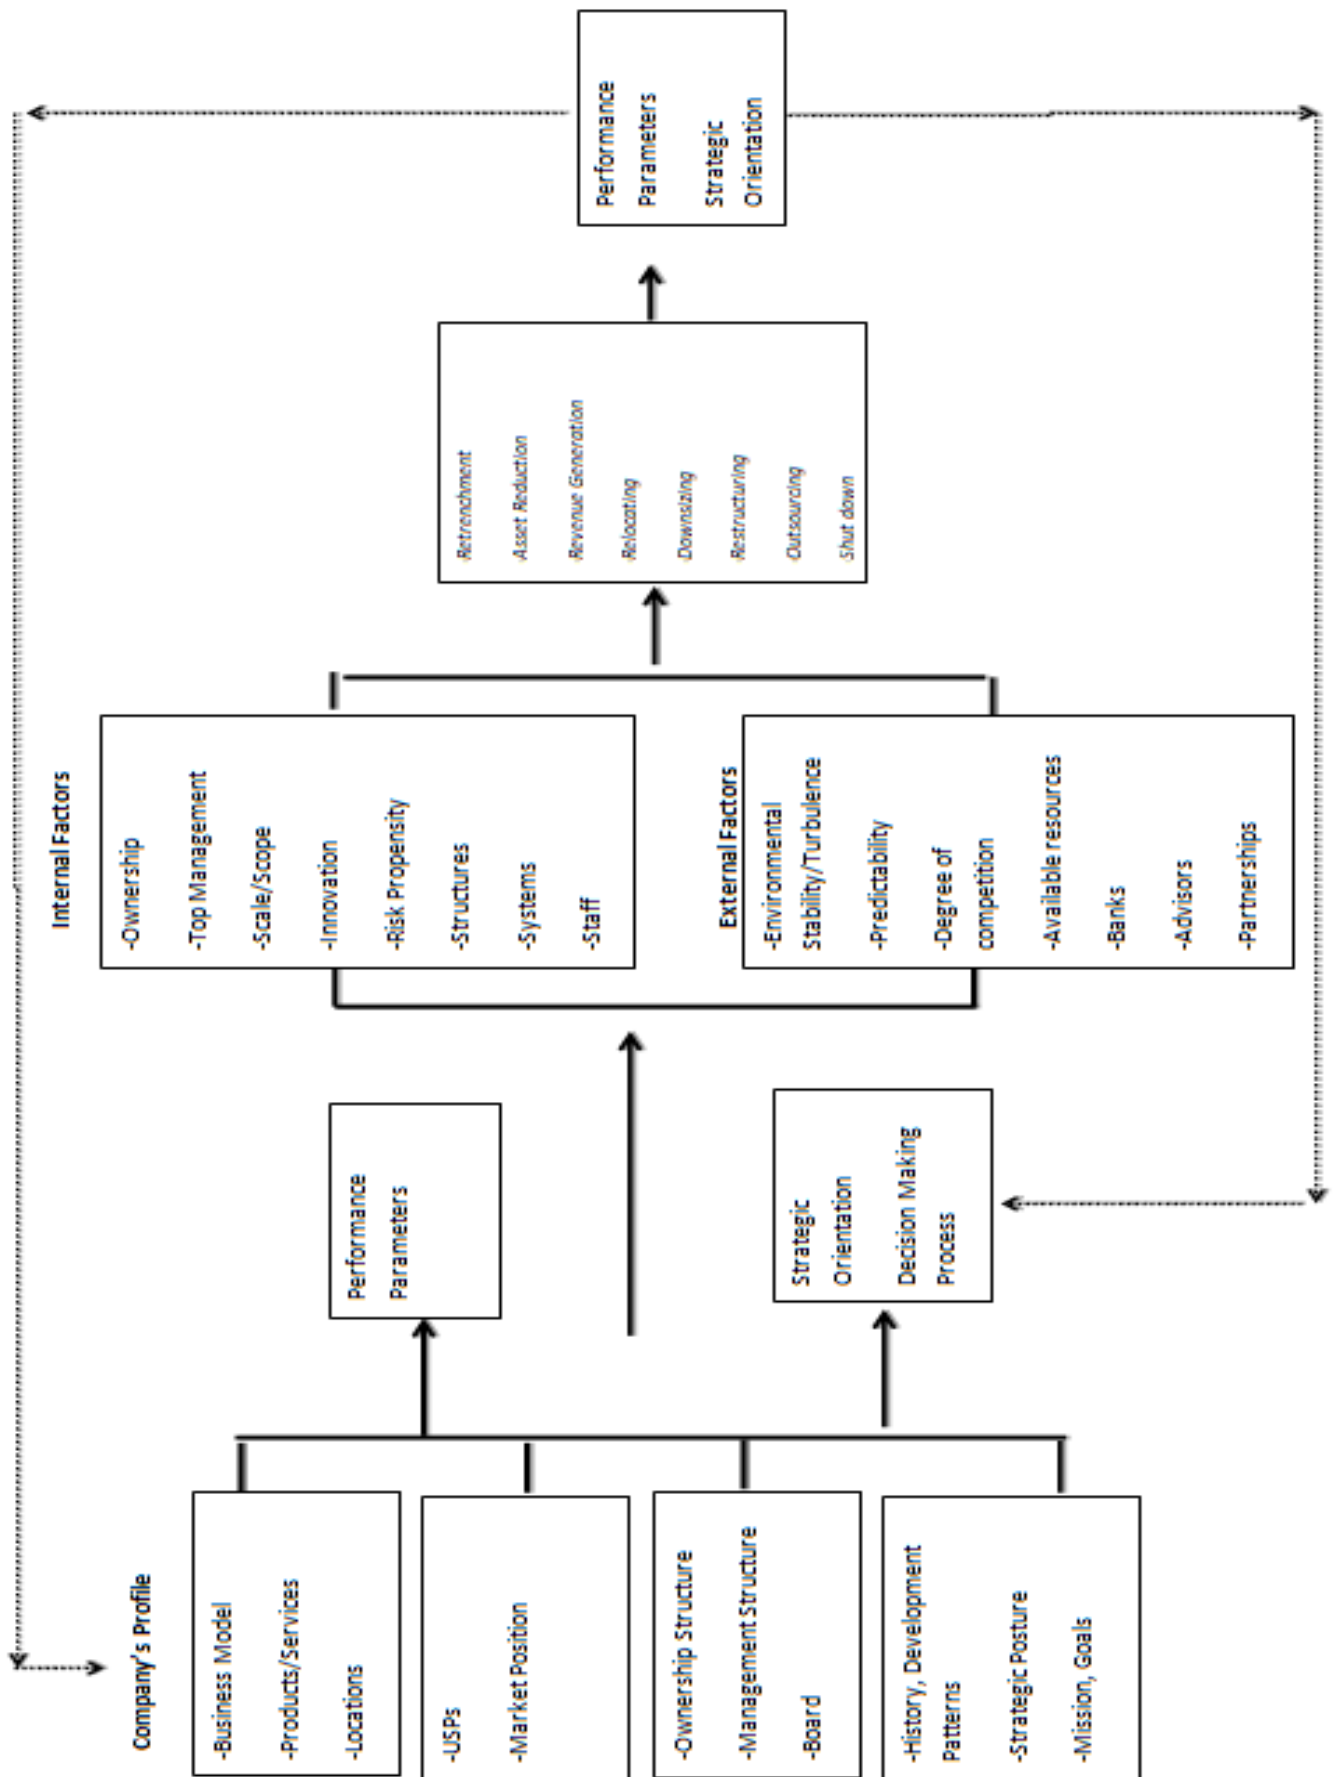 Company's Profile
-Business Model
-Products/Services
-Locations
-USPs
-Market Position
-Ownership Structure
-Management Structure
-Board
-History, Development
Patterns
-Strategic Posture
-Mission, Goals
Performance
Parameters
Strategic
Orientation
Decision Making
Process
Internal Factors
-Ownership
-Top Management
-Scale/Scope
-Innovation
-Risk Propensity
-Structures
-Systems
-Staff
External Factors
-Environmental
Stability/Turbulence
-Predictability
-Degree of
competition
-Available resources
-Banks
-Advisors
-Partnerships
-Retrenchment
-Asset Reduction
-Revenue Generation
-Relocating
-Downsizing
-Restructuring
-Outsourcing
-Shut down
Performance
Parameters
Strategic
Orientation